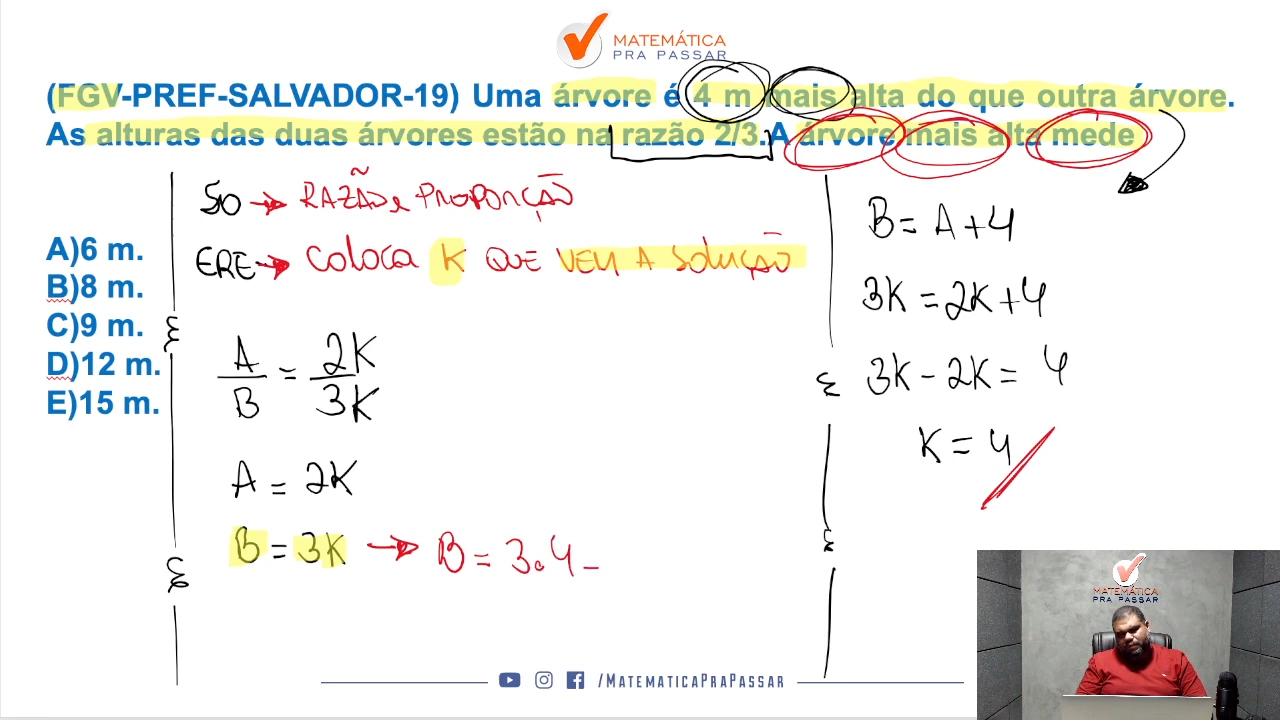 MATEMÁTICA
PRA PASSAR
(FGV-PREF-SALVADOR-19) Uma árvore é 4 m mais alta do que outra árvore.
As alturas das duas árvores estão na razão 2/3.A árvore mais alta mede
A)6 m.
B)8 m.
C)9 m.
D)12 m.
E)15 m.
→ RAZÃO e PROPORÇÃO
ERE → COLOCA K QUE VEM A SOLUÇÃO
A/B = 2K/3K
A = 2K
B = 3K → B = 3.4 –
B = A + 4
3K = 2K + 4
3K – 2K = 4
K = 4
MATEMÁTICA
PRA PASSAR
/MatematicaPraPassar